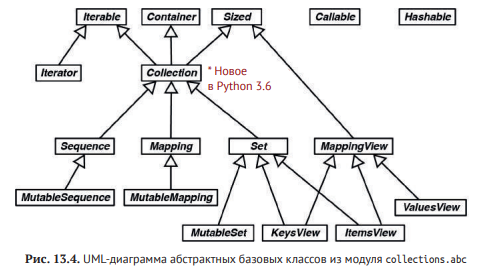 Iterable Container Sized Callable Hashable
Iterator Collection * Новое
в Python 3.6
Sequence Mapping Set MappingView
MutableSequence MutableMapping ValuesView
MutableSet KeysView ItemsView
Рис. 13.4. UML-диаграмма абстрактных базовых классов из модуля collections.abc